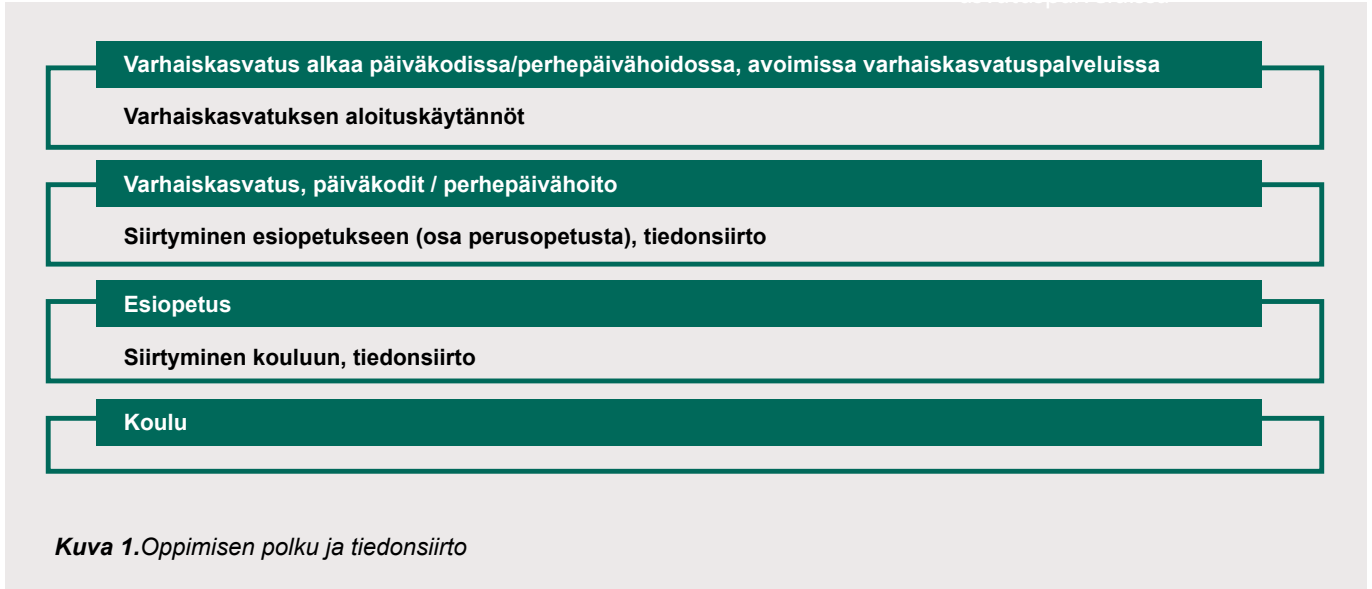 Varhaiskasvatus alkaa päiväkodissa/perhepäivähoidossa, avoimissa varhaiskasvatuspalveluissa
Varhaiskasvatuksen aloituskäytännöt
Varhaiskasvatus, päiväkodit / perhepäivähoito
Siirtyminen esiopetukseen (osa perusopetusta), tiedonsiirto
Esiopetus
Siirtyminen kouluun, tiedonsiirto
Koulu
Kuva 1.Oppimisen polku ja tiedonsiirto